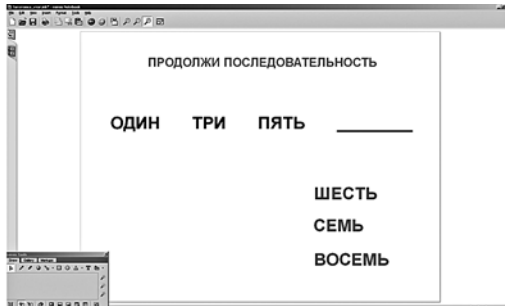 ПРОДОЛЖИ ПОСЛЕДОВАТЕЛЬНОСТЬ
ОДИН ТРИ ПЯТЬ
ШЕСТЬ
СЕМЬ
ВОСЕМЬ